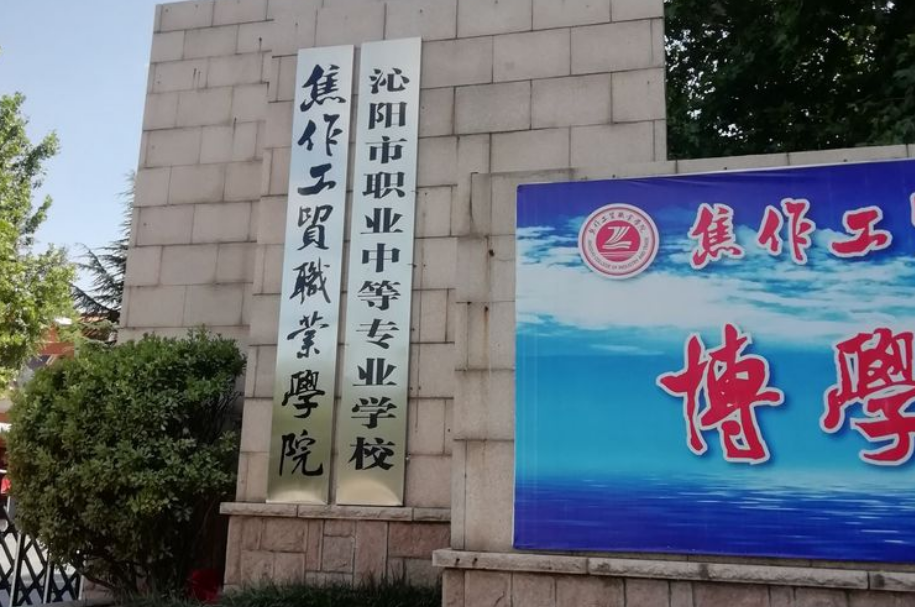 沁阳市职业中等专业学校
焦作工貿職業學院
焦作工
博學